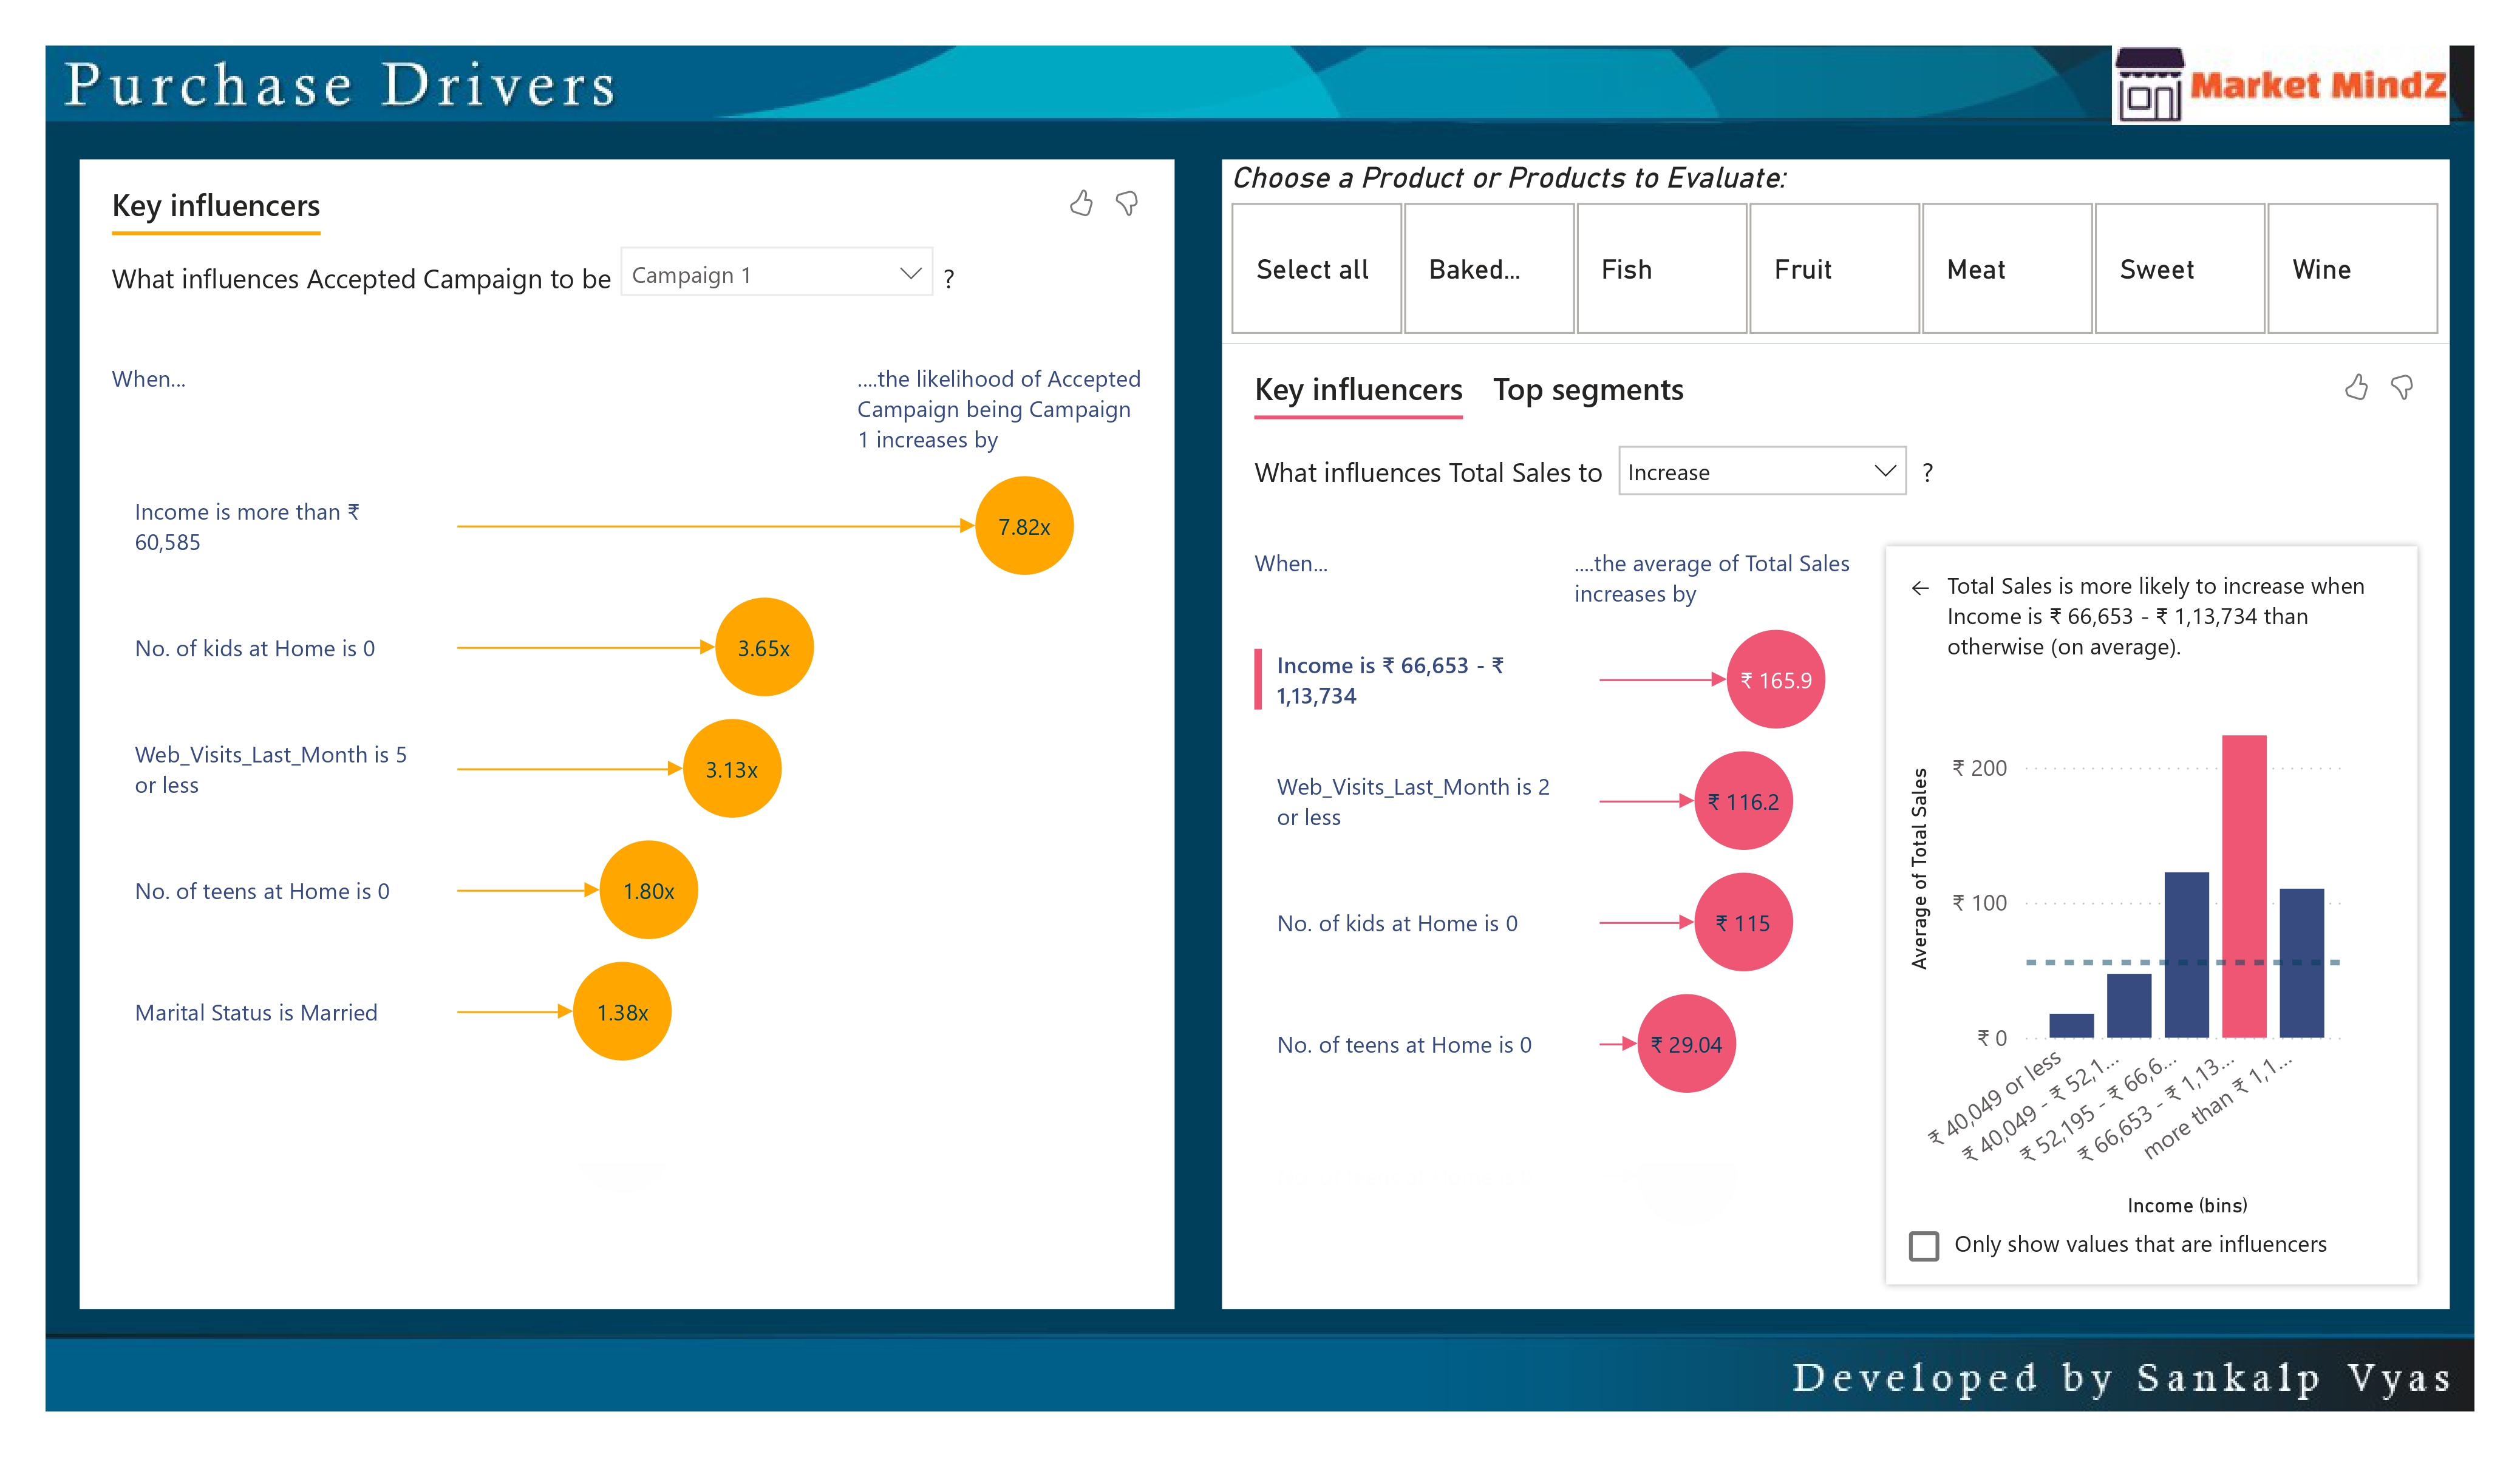 Purchase Drivers
Market MindZ
Key influencers
What influences Accepted Campaign to be Campaign 1 ?
When...
....the likelihood of Accepted
Campaign being Campaign
1 increases by
Income is more than ₹
60,585
7.82x
No. of kids at Home is 0
3.65x
Web_Visits_Last_Month is 5
or less
3.13x
No. of teens at Home is 0
1.80x
Marital Status is Married
1.38x
Choose a Product or Products to Evaluate:
Select all
Baked...
Fish
Fruit
Meat
Sweet
Wine
Key influencers
Top segments
What influences Total Sales to Increase ?
When...
....the average of Total Sales
increases by
Income is ₹ 66,653 - ₹
1,13,734
₹ 165.9
Web_Visits_Last_Month is 2
or less
₹ 116.2
No. of kids at Home is 0
₹ 115
No. of teens at Home is 0
₹ 29.04
← Total Sales is more likely to increase when
Income is ₹ 66,653 - ₹ 1,13,734 than
otherwise (on average).
Average of Total Sales
₹ 200
₹ 100
₹ 0
₹ 40,049 or less
₹ 40,049 - ₹ 52,1...
₹ 52,195 - ₹ 66,6...
₹ 66,653 - ₹ 1,13...
more than ₹ 1,1...
Income (bins)
Only show values that are influencers
Developed by Sankalp Vyas